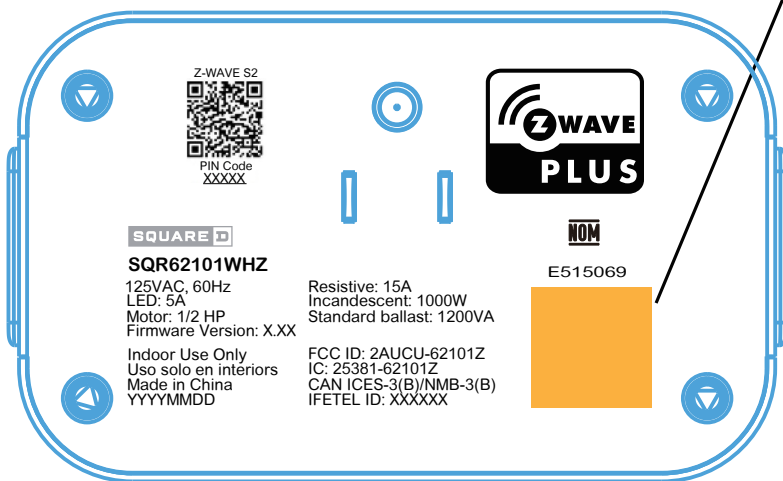 Z-WAVE S2
PIN Code
XXXXX
Z WAVE
PLUS
SQUARE D
NOM
SQR62101WHZ
E515069
125VAC, 60Hz
LED: 5A
Motor: 1/2 HP
Firmware Version: X.XX
Resistive: 15A
Incandescent: 1000W
Standard ballast: 1200VA
Indoor Use Only
Uso solo en interiors
Made in China
YYYYMMDD
FCC ID: 2AUCU-62101Z
IC: 25381-62101Z
CAN ICES-3(B)/NMB-3(B)
IFETEL ID: XXXXXX